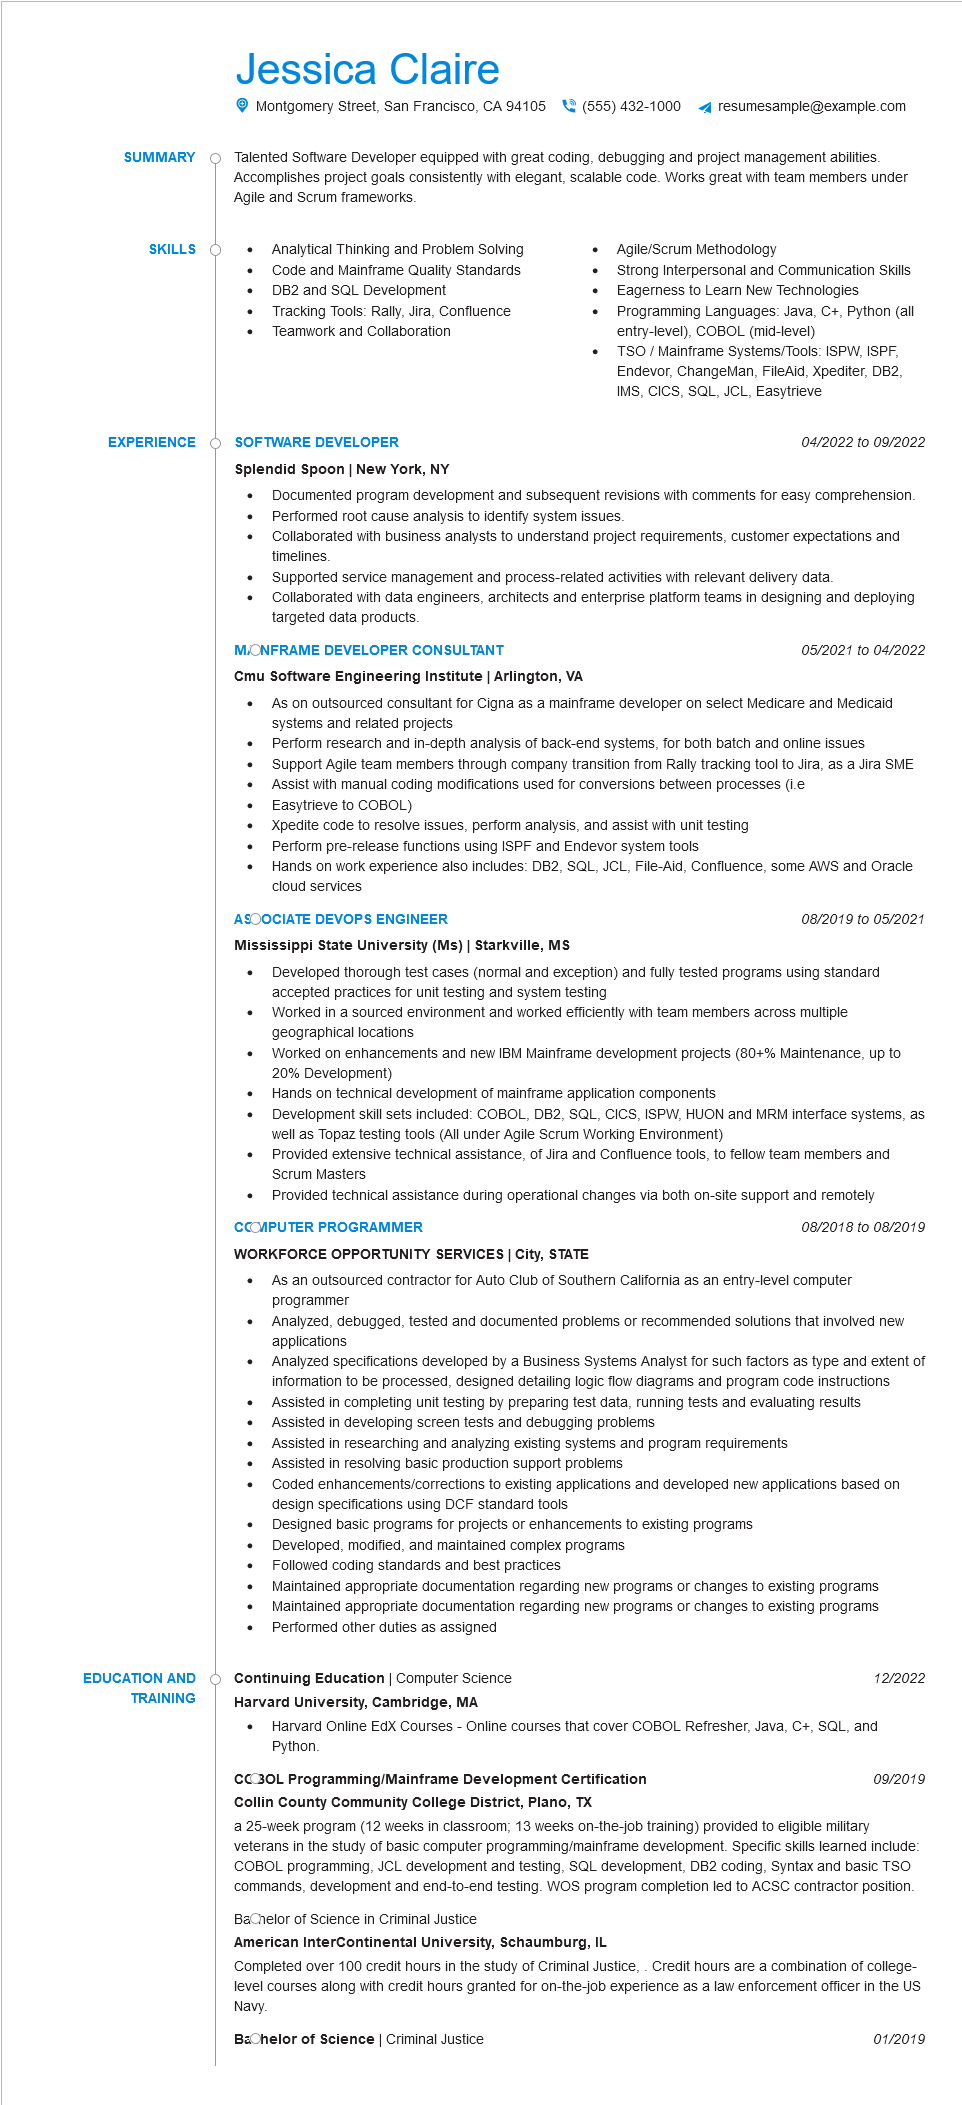 Jessica Claire
Montgomery Street, San Francisco, CA 94105 (555) 432-1000 resumesample@example.com
SUMMARY
Talented Software Developer equipped with great coding, debugging and project management abilities.
Accomplishes project goals consistently with elegant, scalable code. Works great with team members under
Agile and Scrum frameworks.
SKILLS
• Analytical Thinking and Problem Solving
• Code and Mainframe Quality Standards
• DB2 and SQL Development
• Tracking Tools: Rally, Jira, Confluence
• Teamwork and Collaboration
• Agile/Scrum Methodology
• Strong Interpersonal and Communication Skills
• Eagerness to Learn New Technologies
• Programming Languages: Java, C+, Python (all
entry-level), COBOL (mid-level)
• TSO / Mainframe Systems/Tools: ISPW, ISPF,
Endevor, ChangeMan, FileAid, Xpediter, DB2,
IMS, CICS, SQL, JCL, Easytrieve
EXPERIENCE
SOFTWARE DEVELOPER 04/2022 to 09/2022
Splendid Spoon | New York, NY
• Documented program development and subsequent revisions with comments for easy comprehension.
• Performed root cause analysis to identify system issues.
• Collaborated with business analysts to understand project requirements, customer expectations and
timelines.
• Supported service management and process-related activities with relevant delivery data.
• Collaborated with data engineers, architects and enterprise platform teams in designing and deploying
targeted data products.
MAINFRAME DEVELOPER CONSULTANT 05/2021 to 04/2022
Cmu Software Engineering Institute | Arlington, VA
• As on outsourced consultant for Cigna as a mainframe developer on select Medicare and Medicaid
systems and related projects
• Perform research and in-depth analysis of back-end systems, for both batch and online issues
• Support Agile team members through company transition from Rally tracking tool to Jira, as a Jira SME
• Assist with manual coding modifications used for conversions between processes (i.e
• Easytrieve to COBOL)
• Xpedite code to resolve issues, perform analysis, and assist with unit testing
• Perform pre-release functions using ISPF and Endevor system tools
• Hands on work experience also includes: DB2, SQL, JCL, File-Aid, Confluence, some AWS and Oracle
cloud services
ASSOCIATE DEVOPS ENGINEER 08/2019 to 05/2021
Mississippi State University (Ms) | Starkville, MS
• Developed thorough test cases (normal and exception) and fully tested programs using standard
accepted practices for unit testing and system testing
• Worked in a sourced environment and worked efficiently with team members across multiple
geographical locations
• Worked on enhancements and new IBM Mainframe development projects (80+% Maintenance, up to
20% Development)
• Hands on technical development of mainframe application components
• Development skill sets included: COBOL, DB2, SQL, CICS, ISPW, HUON and MRM interface systems, as
well as Topaz testing tools (All under Agile Scrum Working Environment)
• Provided extensive technical assistance, of Jira and Confluence tools, to fellow team members and
Scrum Masters
• Provided technical assistance during operational changes via both on-site support and remotely
COMPUTER PROGRAMMER 08/2018 to 08/2019
WORKFORCE OPPORTUNITY SERVICES | City, STATE
• As an outsourced contractor for Auto Club of Southern California as an entry-level computer
programmer
• Analyzed, debugged, tested and documented problems or recommended solutions that involved new
applications
• Analyzed specifications developed by a Business Systems Analyst for such factors as type and extent of
information to be processed, designed detailing logic flow diagrams and program code instructions
• Assisted in completing unit testing by preparing test data, running tests and evaluating results
• Assisted in developing screen tests and debugging problems
• Assisted in researching and analyzing existing systems and program requirements
• Assisted in resolving basic production support problems
• Coded enhancements/corrections to existing applications and developed new applications based on
design specifications using DCF standard tools
• Designed basic programs for projects or enhancements to existing programs
• Developed, modified, and maintained complex programs
• Followed coding standards and best practices
• Maintained appropriate documentation regarding new programs or changes to existing programs
• Maintained appropriate documentation regarding new programs or changes to existing programs
• Performed other duties as assigned
EDUCATION AND
TRAINING
Continuing Education | Computer Science 12/2022
Harvard University, Cambridge, MA
• Harvard Online EdX Courses - Online courses that cover COBOL Refresher, Java, C+, SQL, and
Python.
COBOL Programming/Mainframe Development Certification 09/2019
Collin County Community College District, Plano, TX
a 25-week program (12 weeks in classroom; 13 weeks on-the-job training) provided to eligible military
veterans in the study of basic computer programming/mainframe development. Specific skills learned include:
COBOL programming, JCL development and testing, SQL development, DB2 coding, Syntax and basic TSO
commands, development and end-to-end testing. WOS program completion led to ACSC contractor position.
Bachelor of Science in Criminal Justice
American InterContinental University, Schaumburg, IL
Completed over 100 credit hours in the study of Criminal Justice, . Credit hours are a combination of college-
level courses along with credit hours granted for on-the-job experience as a law enforcement officer in the US
Navy.
Bachelor of Science | Criminal Justice 01/2019